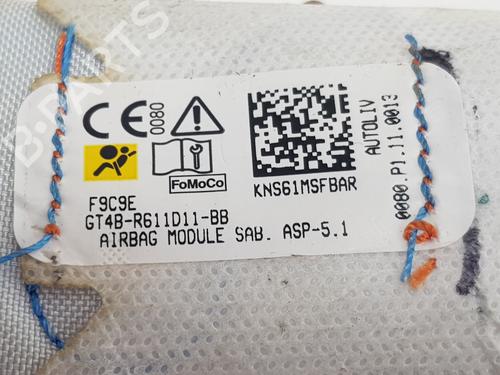 B-PARTS
CE 0080
FoMoCo
KNS61MSFBAR
AUTOLIV
0080.P1.11.0013
F9C9E
GT4B-R611D11-BB
AIRBAG MODULE SAB. ASP-5.1